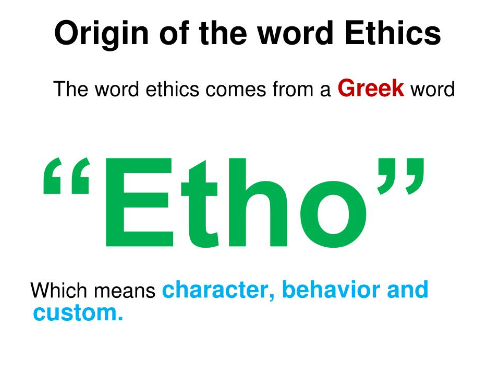 Origin of the word Ethics
The word ethics comes from a Greek word
“Etho”
Which means character, behavior and
custom.